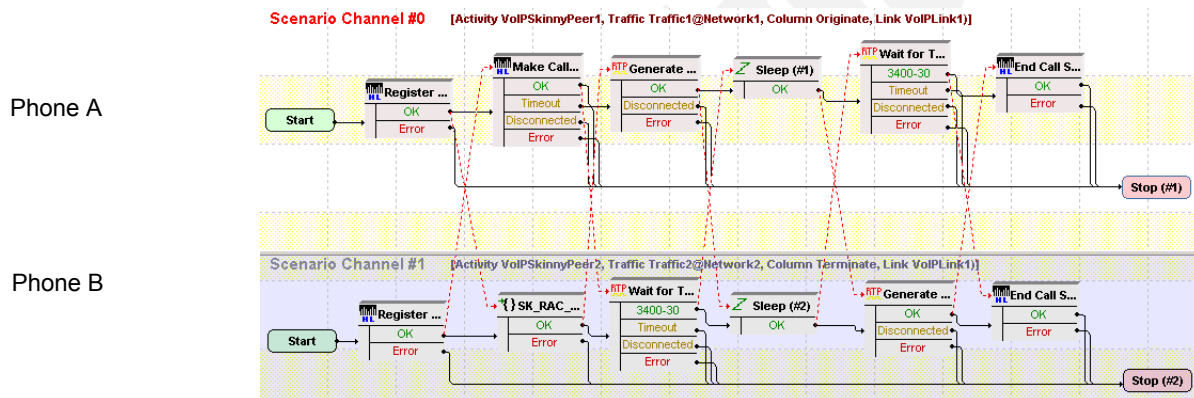 Scenario Channel #0 [Activity VoIPSkinnyPeer1, Traffic Traffic1@Network1, Column Originate, Link VoIPLink1)]
Phone A
Start
HL Register ...
OK
Error
HL Make Call...
OK
Timeout
Disconnected
Error
RTP Generate ...
OK
Disconnected
Error
Z Sleep (#1)
OK
RTP Wait for T...
3400-30
Timeout
Disconnected
Error
HL End Call S...
OK
Error
Stop (#1)
Scenario Channel #1 [Activity VoIPSkinnyPeer2, Traffic Traffic2@Network2, Column Terminate, Link VoIPLink1)]
Phone B
Start
HL Register ...
OK
Error
{} SK_RAC_...
OK
Error
RTP Wait for T...
3400-30
Timeout
Disconnected
Error
Z Sleep (#2)
OK
RTP Generate ...
OK
Disconnected
Error
HL End Call S...
OK
Error
Stop (#2)